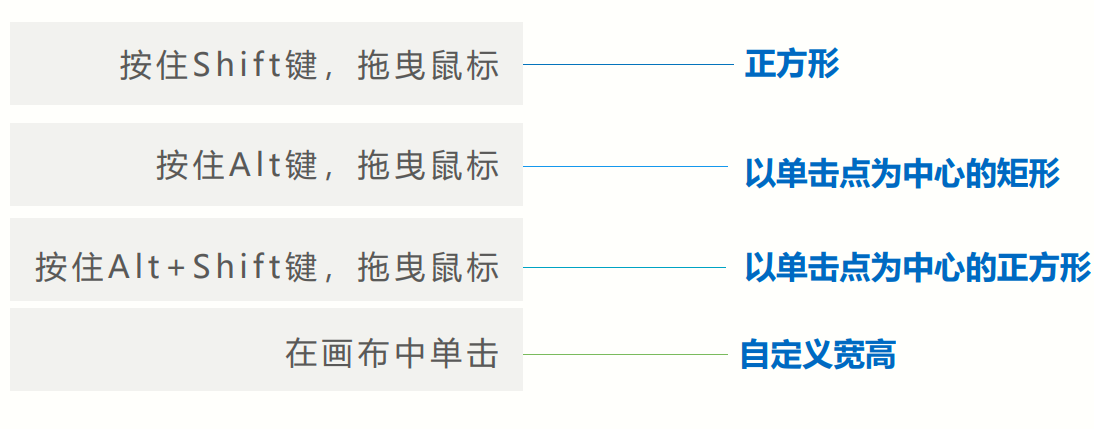 按住Shift键，拖曳鼠标
正方形
按住Alt键，拖曳鼠标
以单击点为中心的矩形
按住Alt+Shift键，拖曳鼠标
以单击点为中心的正方形
在画布中单击
自定义宽高